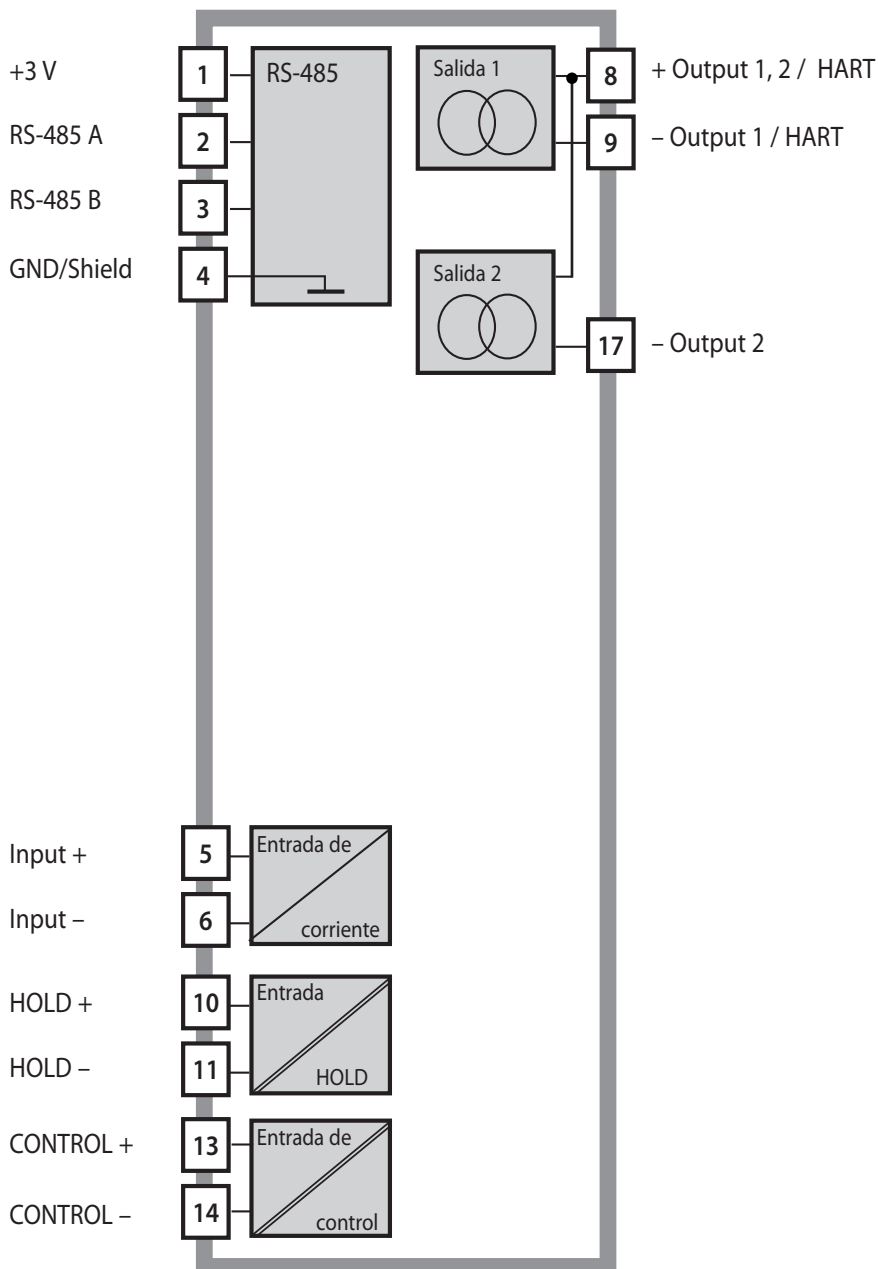 +3 V
1
RS-485
RS-485 A
2
RS-485 B
3
GND/Shield
4
Salida 1
8
+ Output 1, 2 / HART
9
– Output 1 / HART
Salida 2
17
– Output 2
Input +
5
Entrada de
Input –
6
corriente
HOLD +
10
Entrada
HOLD –
11
HOLD
CONTROL +
13
Entrada de
CONTROL –
14
control